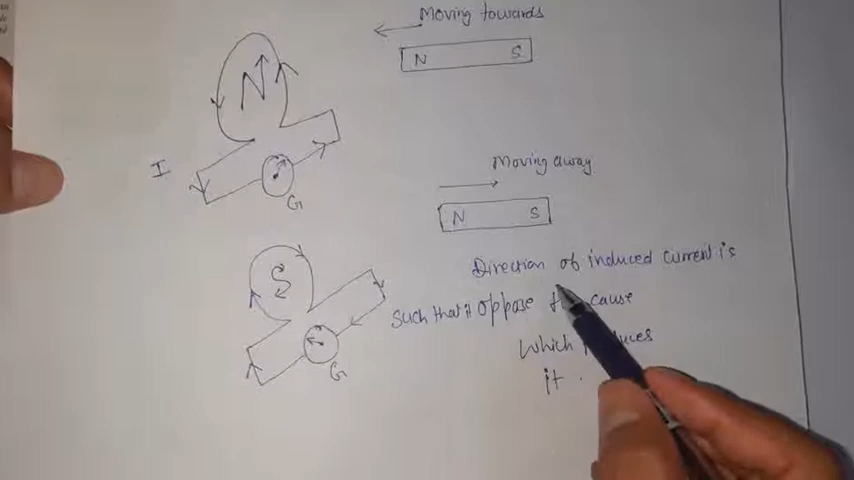 Moving towards
N
N S
I
G
Moving away
N S
S
G
Direction of induced current is
Such that it oppose cause
Which
it .